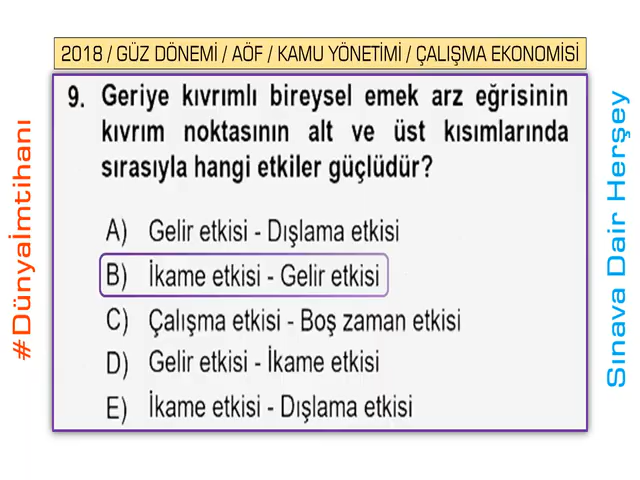 2018 / GÜZ DÖNEMİ / AÖF / KAMU YÖNETİMİ / ÇALIŞMA EKONOMİSİ
#Dünyaİmtihanı
9. Geriye kıvrımlı bireysel emek arz eğrisinin
kıvrım noktasının alt ve üst kısımlarında
sırasıyla hangi etkiler güçlüdür?
A) Gelir etkisi - Dışlama etkisi
B) İkame etkisi - Gelir etkisi
C) Çalışma etkisi - Boş zaman etkisi
D) Gelir etkisi - İkame etkisi
E) İkame etkisi - Dışlama etkisi
Sınava Dair Herşey